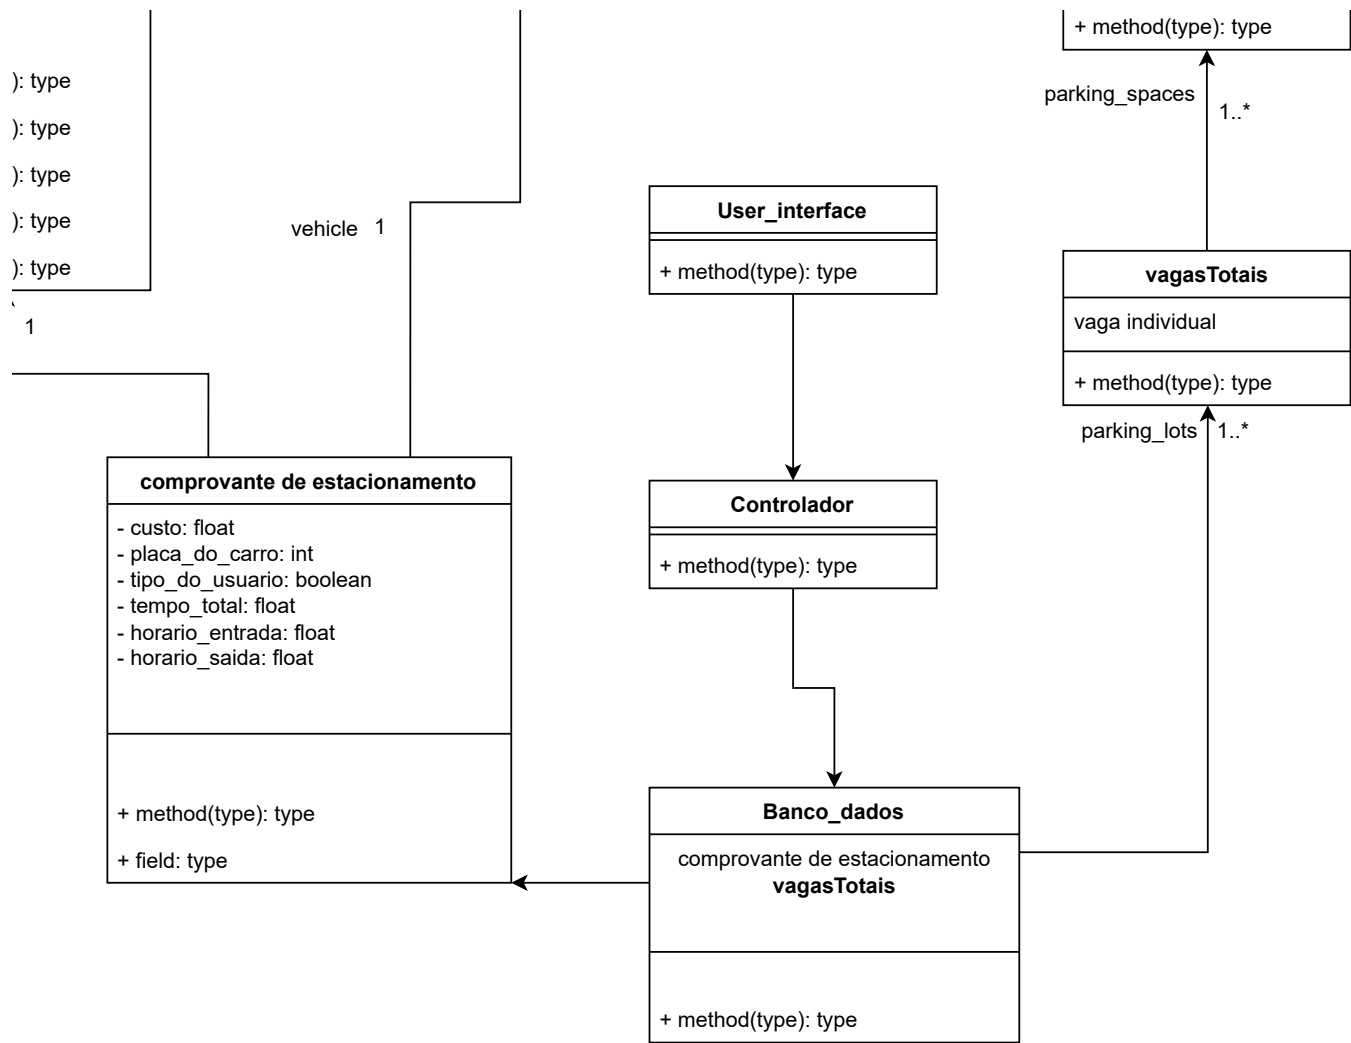 ): type
): type
): type
): type
): type
1
vehicle 1
+ method(type): type
parking_spaces
1..*
User_interface
+ method(type): type
vagasTotais
vaga individual
+ method(type): type
parking_lots 1..*
comprovante de estacionamento
- custo: float
- placa_do_carro: int
- tipo_do_usuario: boolean
- tempo_total: float
- horario_entrada: float
- horario_saida: float
+ method(type): type
+ field: type
Controlador
+ method(type): type
Banco_dados
comprovante de estacionamento
vagasTotais
+ method(type): type